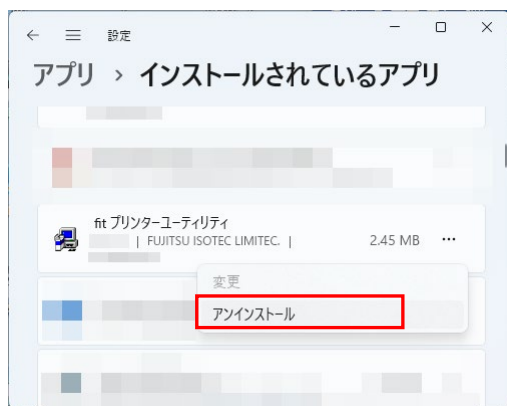 設定
アプリ › インストールされているアプリ
fit プリンターユーティリティ
| FUJITSU ISOTEC LIMITEC. |
2.45 MB
変更
アンインストール